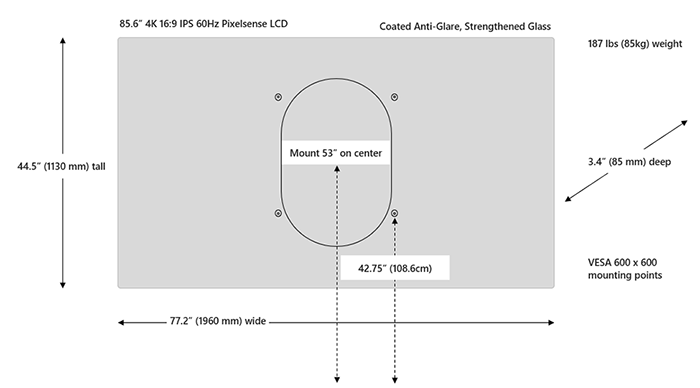 85.6" 4K 16:9 IPS 60Hz Pixelsense LCD
Coated Anti-Glare, Strengthened Glass
187 lbs (85kg) weight
Mount 53" on center
44.5" (1130 mm) tall
3.4" (85 mm) deep
42.75" (108.6cm)
VESA 600 x 600
mounting points
77.2" (1960 mm) wide